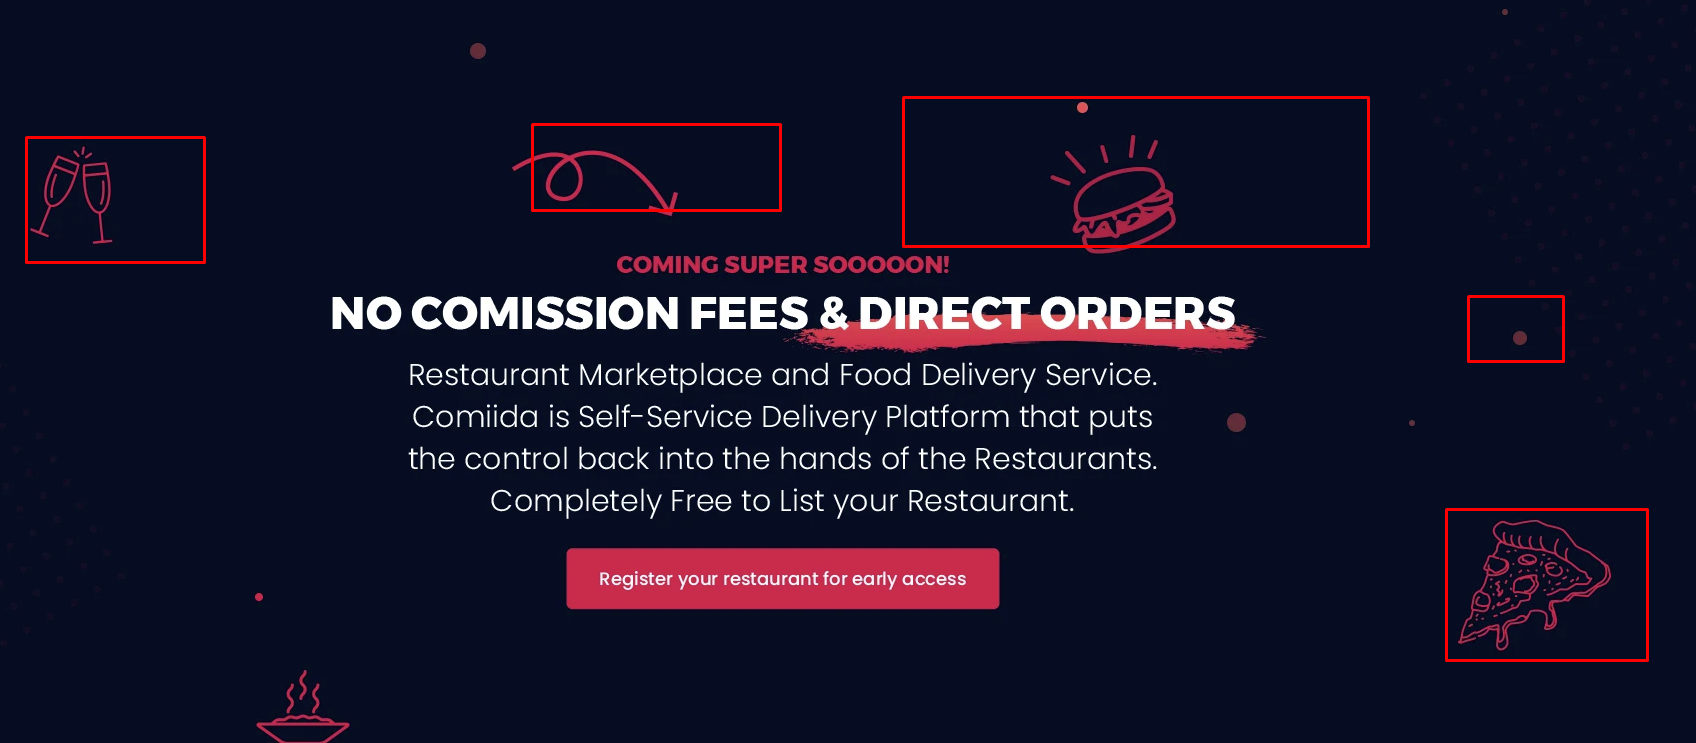 COMING SUPER SOOOOON!
NO COMISSION FEES & DIRECT ORDERS
Restaurant Marketplace and Food Delivery Service.
Comiida is Self-Service Delivery Platform that puts
the control back into the hands of the Restaurants.
Completely Free to List your Restaurant.
Register your restaurant for early access